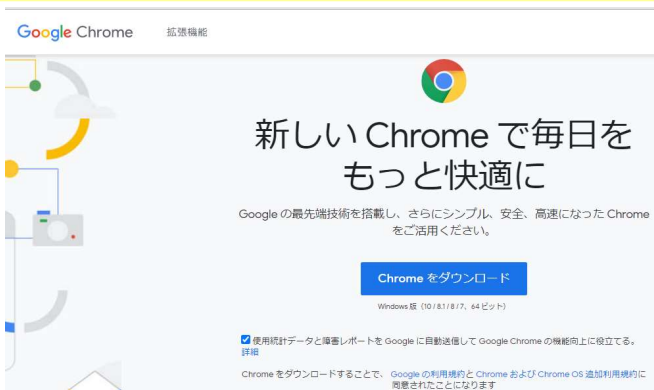 Google Chrome 拡張機能
新しい Chrome で毎日を
もっと快適に
Google の最先端技術を搭載し、さらにシンプル、安全、高速になった Chrome
をご活用ください。
Chrome をダウンロード
Windows 版（10/8.1/8/7、64 ビット）
使用統計データと障害レポートを Google に自動送信して Google Chrome の機能向上に役立てる。
詳細
Chrome をダウンロードすることで、 Google の利用規約と Chrome および Chrome OS 追加利用規約に
同意されたことになります